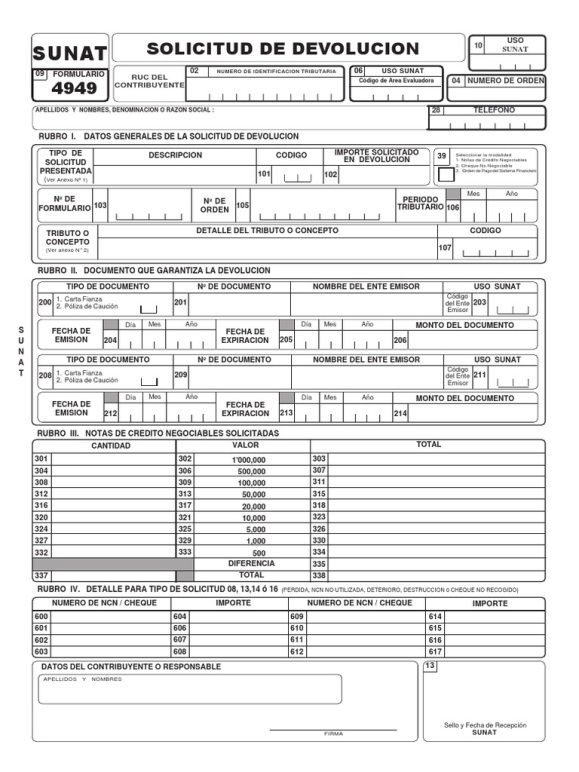 SUNAT
SOLICITUD DE DEVOLUCION
10 USO SUNAT
09 FORMULARIO
4949
RUC DEL CONTRIBUYENTE
02 NUMERO DE IDENTIFICACION TRIBUTARIA
06 USO SUNAT
Código de Area Evaluadora
04 NUMERO DE ORDEN
APELLIDOS Y NOMBRES, DENOMINACION O RAZON SOCIAL :
28 TELEFONO
RUBRO I. DATOS GENERALES DE LA SOLICITUD DE DEVOLUCION
TIPO DE SOLICITUD PRESENTADA
(Ver Anexo Nº 1)
DESCRIPCION
CODIGO
IMPORTE SOLICITADO EN DEVOLUCION
39 Seleccionar la modalidad
1. Notas de Credito Negociables
2. Cheque No Negociable
3. Orden de Pago del Sistema Financiero
101 102
Nº DE FORMULARIO 103
Nº DE ORDEN 105
PERIODO TRIBUTARIO 106
Mes Año
TRIBUTO O CONCEPTO
(Ver anexo Nº 2)
DETALLE DEL TRIBUTO O CONCEPTO
CODIGO
107
RUBRO II. DOCUMENTO QUE GARANTIZA LA DEVOLUCION
TIPO DE DOCUMENTO Nº DE DOCUMENTO NOMBRE DEL ENTE EMISOR USO SUNAT
200 1. Carta Fianza
2. Póliza de Caución
201
Código del Ente Emisor 203
FECHA DE EMISION 204 Día Mes Año
FECHA DE EXPIRACION 205 Día Mes Año
MONTO DEL DOCUMENTO
206
TIPO DE DOCUMENTO Nº DE DOCUMENTO NOMBRE DEL ENTE EMISOR USO SUNAT
208 1. Carta Fianza
2. Póliza de Caución
209
Código del Ente Emisor 211
FECHA DE EMISION 212 Día Mes Año
FECHA DE EXPIRACION 213 Día Mes Año
MONTO DEL DOCUMENTO
214
SUNAT
RUBRO III. NOTAS DE CREDITO NEGOCIABLES SOLICITADAS
CANTIDAD VALOR TOTAL
301 302 1'000,000 303
304 306 500,000 307
308 309 100,000 311
312 313 50,000 315
316 317 20,000 318
320 321 10,000 323
324 325 5,000 326
327 329 1,000 330
332 333 500 334
DIFERENCIA 335
337 TOTAL 338
RUBRO IV. DETALLE PARA TIPO DE SOLICITUD 08, 13,14 ó 16 (PERDIDA, NCN NO UTILIZADA, DETERIORO, DESTRUCCION ó CHEQUE NO RECOGIDO)
NUMERO DE NCN / CHEQUE IMPORTE NUMERO DE NCN / CHEQUE IMPORTE
600 604 609 614
601 606 610 615
602 607 611 616
603 608 612 617
DATOS DEL CONTRIBUYENTE O RESPONSABLE
APELLIDOS Y NOMBRES
FIRMA
13
Sello y Fecha de Recepción
SUNAT